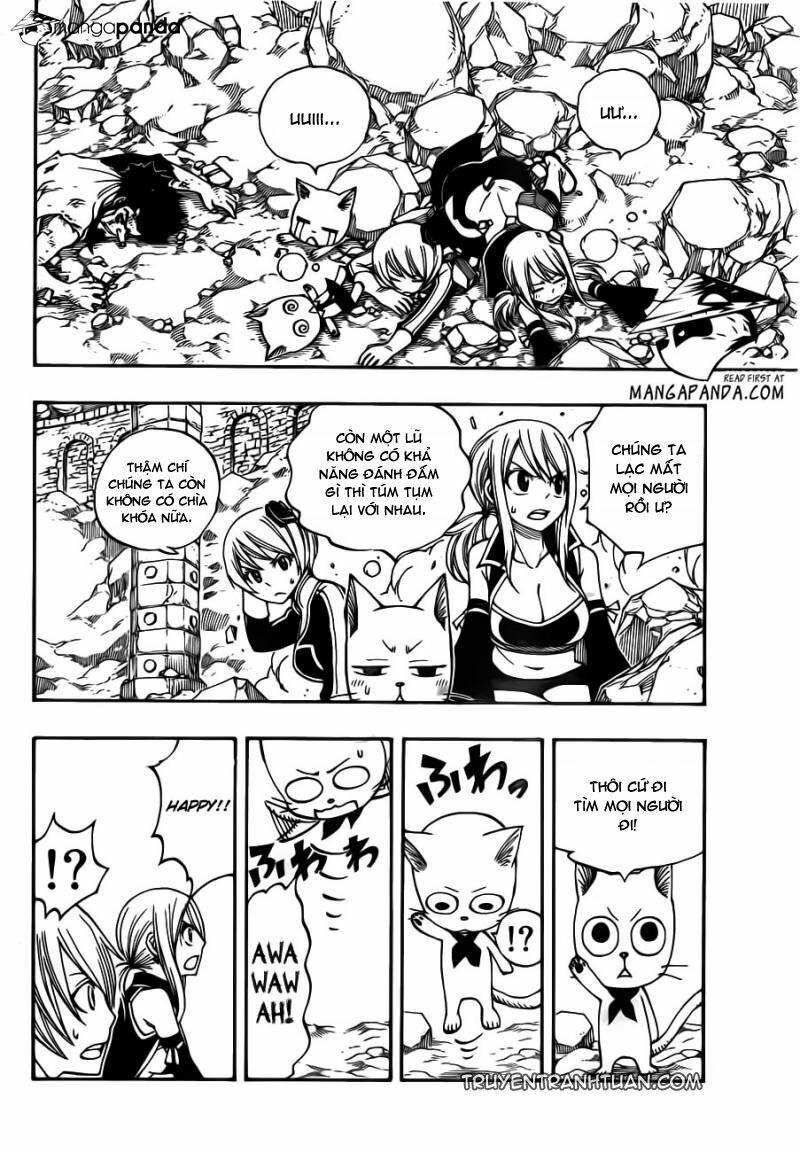 mangapanda
UƯ...
UUIII...
READ FIRST AT
MANGAPANDA.COM
CHÚNG TA
LẠC MẤT
MỌI NGƯỜI
RỒI Ư?
CÒN MỘT LŨ
KHÔNG CÓ KHẢ
NĂNG ĐÁNH ĐẤM
GÌ THÌ TÚM TỤM
LẠI VỚI NHAU.
THẬM CHÍ
CHÚNG TA CÒN
KHÔNG CÓ CHÌA
KHÓA NỮA.
THÔI CỨ ĐI
TÌM MỌI NGƯỜI
ĐI!
ふわっ
!?
ふわわ
AWA
WAW
AH!
HAPPY!!
!?
TRUYENTRANHTUAN.COM